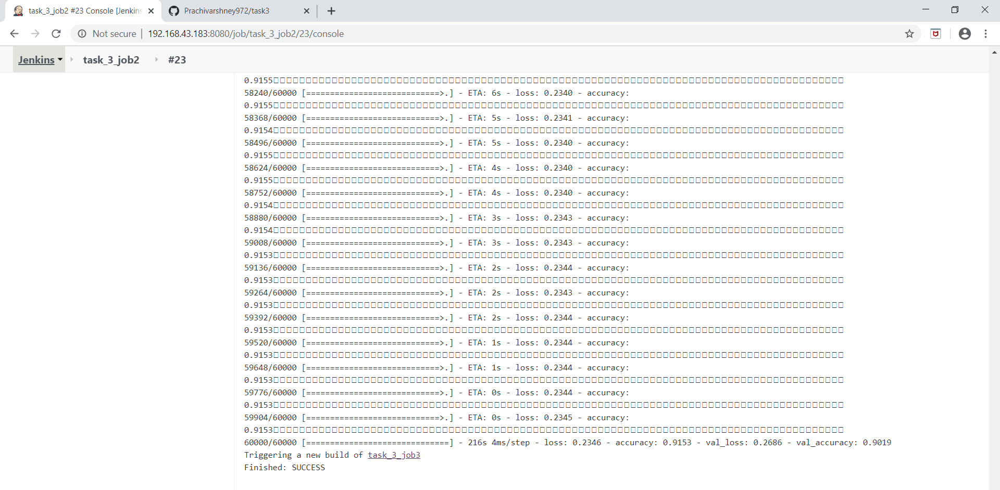 task_3_job2 #23 Console [Jenkins
Prachivarshney972/task3
Not secure | 192.168.43.183:8080/job/task_3_job2/23/console
Jenkins task_3_job2 #23
0.9155
58240/60000 [============================>.] - ETA: 6s - loss: 0.2340 - accuracy:
0.9155
58368/60000 [============================>.] - ETA: 5s - loss: 0.2341 - accuracy:
0.9154
58496/60000 [============================>.] - ETA: 5s - loss: 0.2340 - accuracy:
0.9155
58624/60000 [============================>.] - ETA: 4s - loss: 0.2340 - accuracy:
0.9155
58752/60000 [============================>.] - ETA: 4s - loss: 0.2340 - accuracy:
0.9154
58880/60000 [============================>.] - ETA: 3s - loss: 0.2343 - accuracy:
0.9154
59008/60000 [============================>.] - ETA: 3s - loss: 0.2343 - accuracy:
0.9153
59136/60000 [============================>.] - ETA: 2s - loss: 0.2344 - accuracy:
0.9153
59264/60000 [============================>.] - ETA: 2s - loss: 0.2343 - accuracy:
0.9153
59392/60000 [============================>.] - ETA: 2s - loss: 0.2344 - accuracy:
0.9153
59520/60000 [============================>.] - ETA: 1s - loss: 0.2344 - accuracy:
0.9153
59648/60000 [============================>.] - ETA: 1s - loss: 0.2344 - accuracy:
0.9153
59776/60000 [============================>.] - ETA: 0s - loss: 0.2344 - accuracy:
0.9153
59904/60000 [============================>.] - ETA: 0s - loss: 0.2345 - accuracy:
0.9153
60000/60000 [==============================] - 216s 4ms/step - loss: 0.2346 - accuracy: 0.9153 - val_loss: 0.2686 - val_accuracy: 0.9019
Triggering a new build of task_3_job3
Finished: SUCCESS